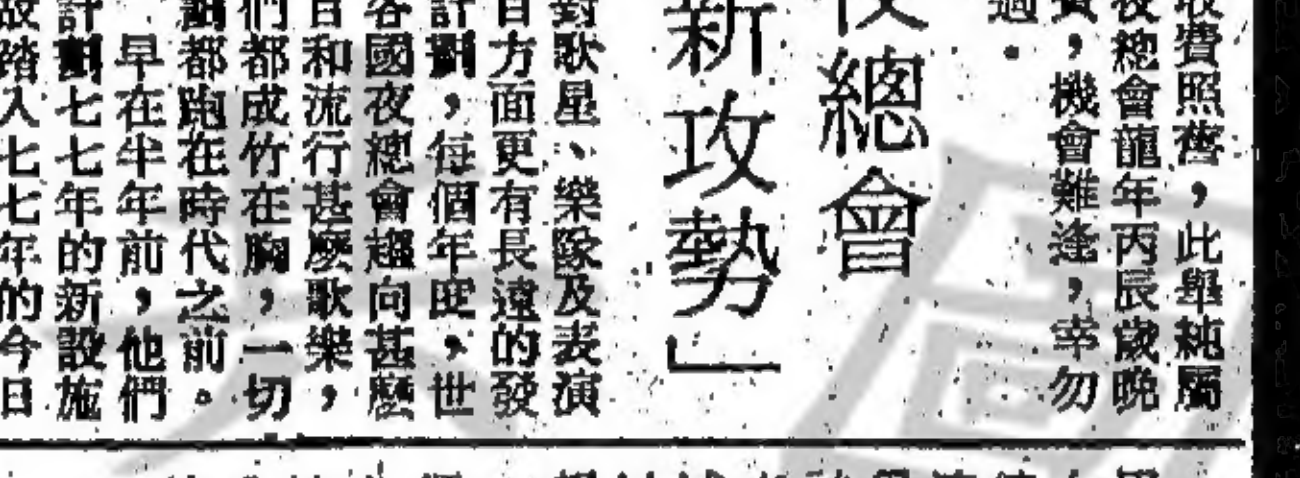 收費照舊，此舉純屬
夜總會龍年丙辰歲晚
費，機會難逢，幸勿
過。
夜總會
新攻勢」
對歌星、樂隊及表演
目方面更有長遠的發
計劃，每個年度，世
各國夜總會趨向甚麼
目和流行甚麼歌樂，
們都成竹在胸，一切
都跑在時代之前。
早在半年前，他們
計劃七七年的新設施
故踏入七七年的今日